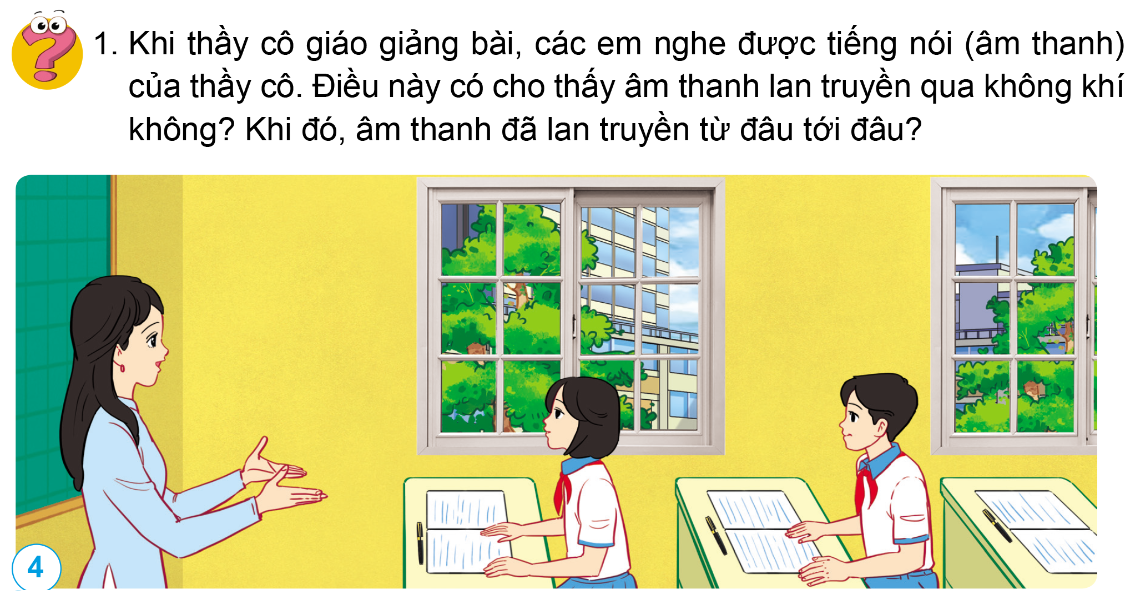 1. Khi thầy cô giáo giảng bài, các em nghe được tiếng nói (âm thanh)
của thầy cô. Điều này có cho thấy âm thanh lan truyền qua không khí
không? Khi đó, âm thanh đã lan truyền từ đâu tới đâu?
4